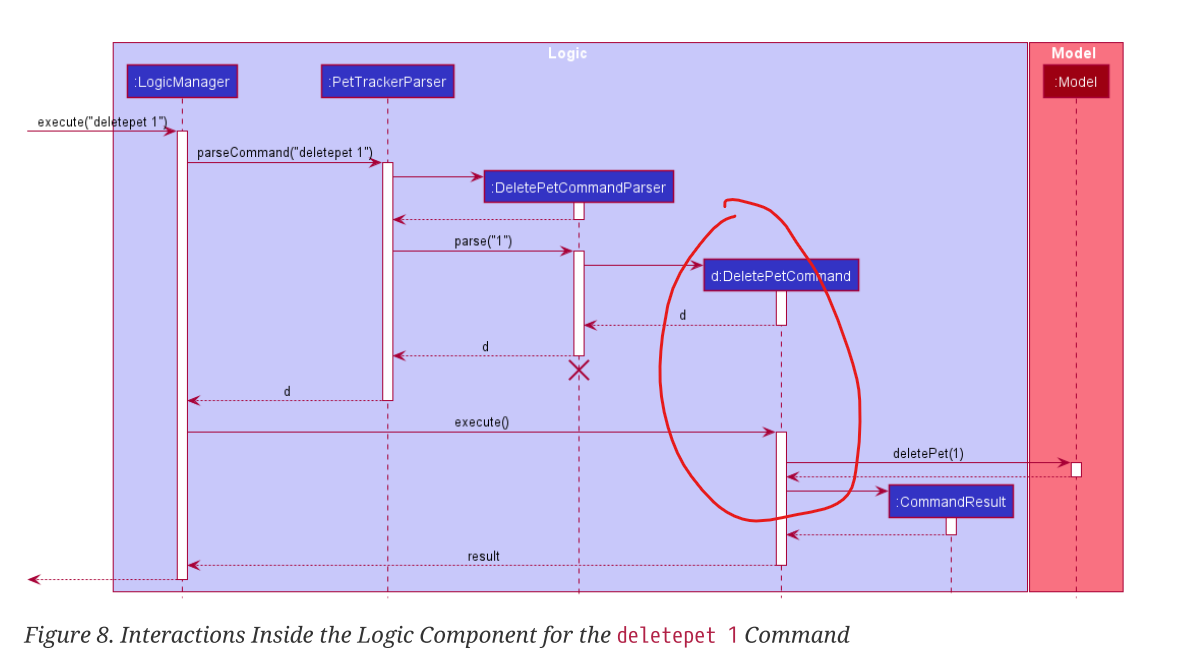 Logic
Model
:LogicManager
:PetTrackerParser
:Model
execute("deletepet 1")
parseCommand("deletepet 1")
:DeletePetCommandParser
parse("1")
d:DeletePetCommand
d
d
d
execute()
deletePet(1)
:CommandResult
result
Figure 8. Interactions Inside the Logic Component for the deletepet 1 Command